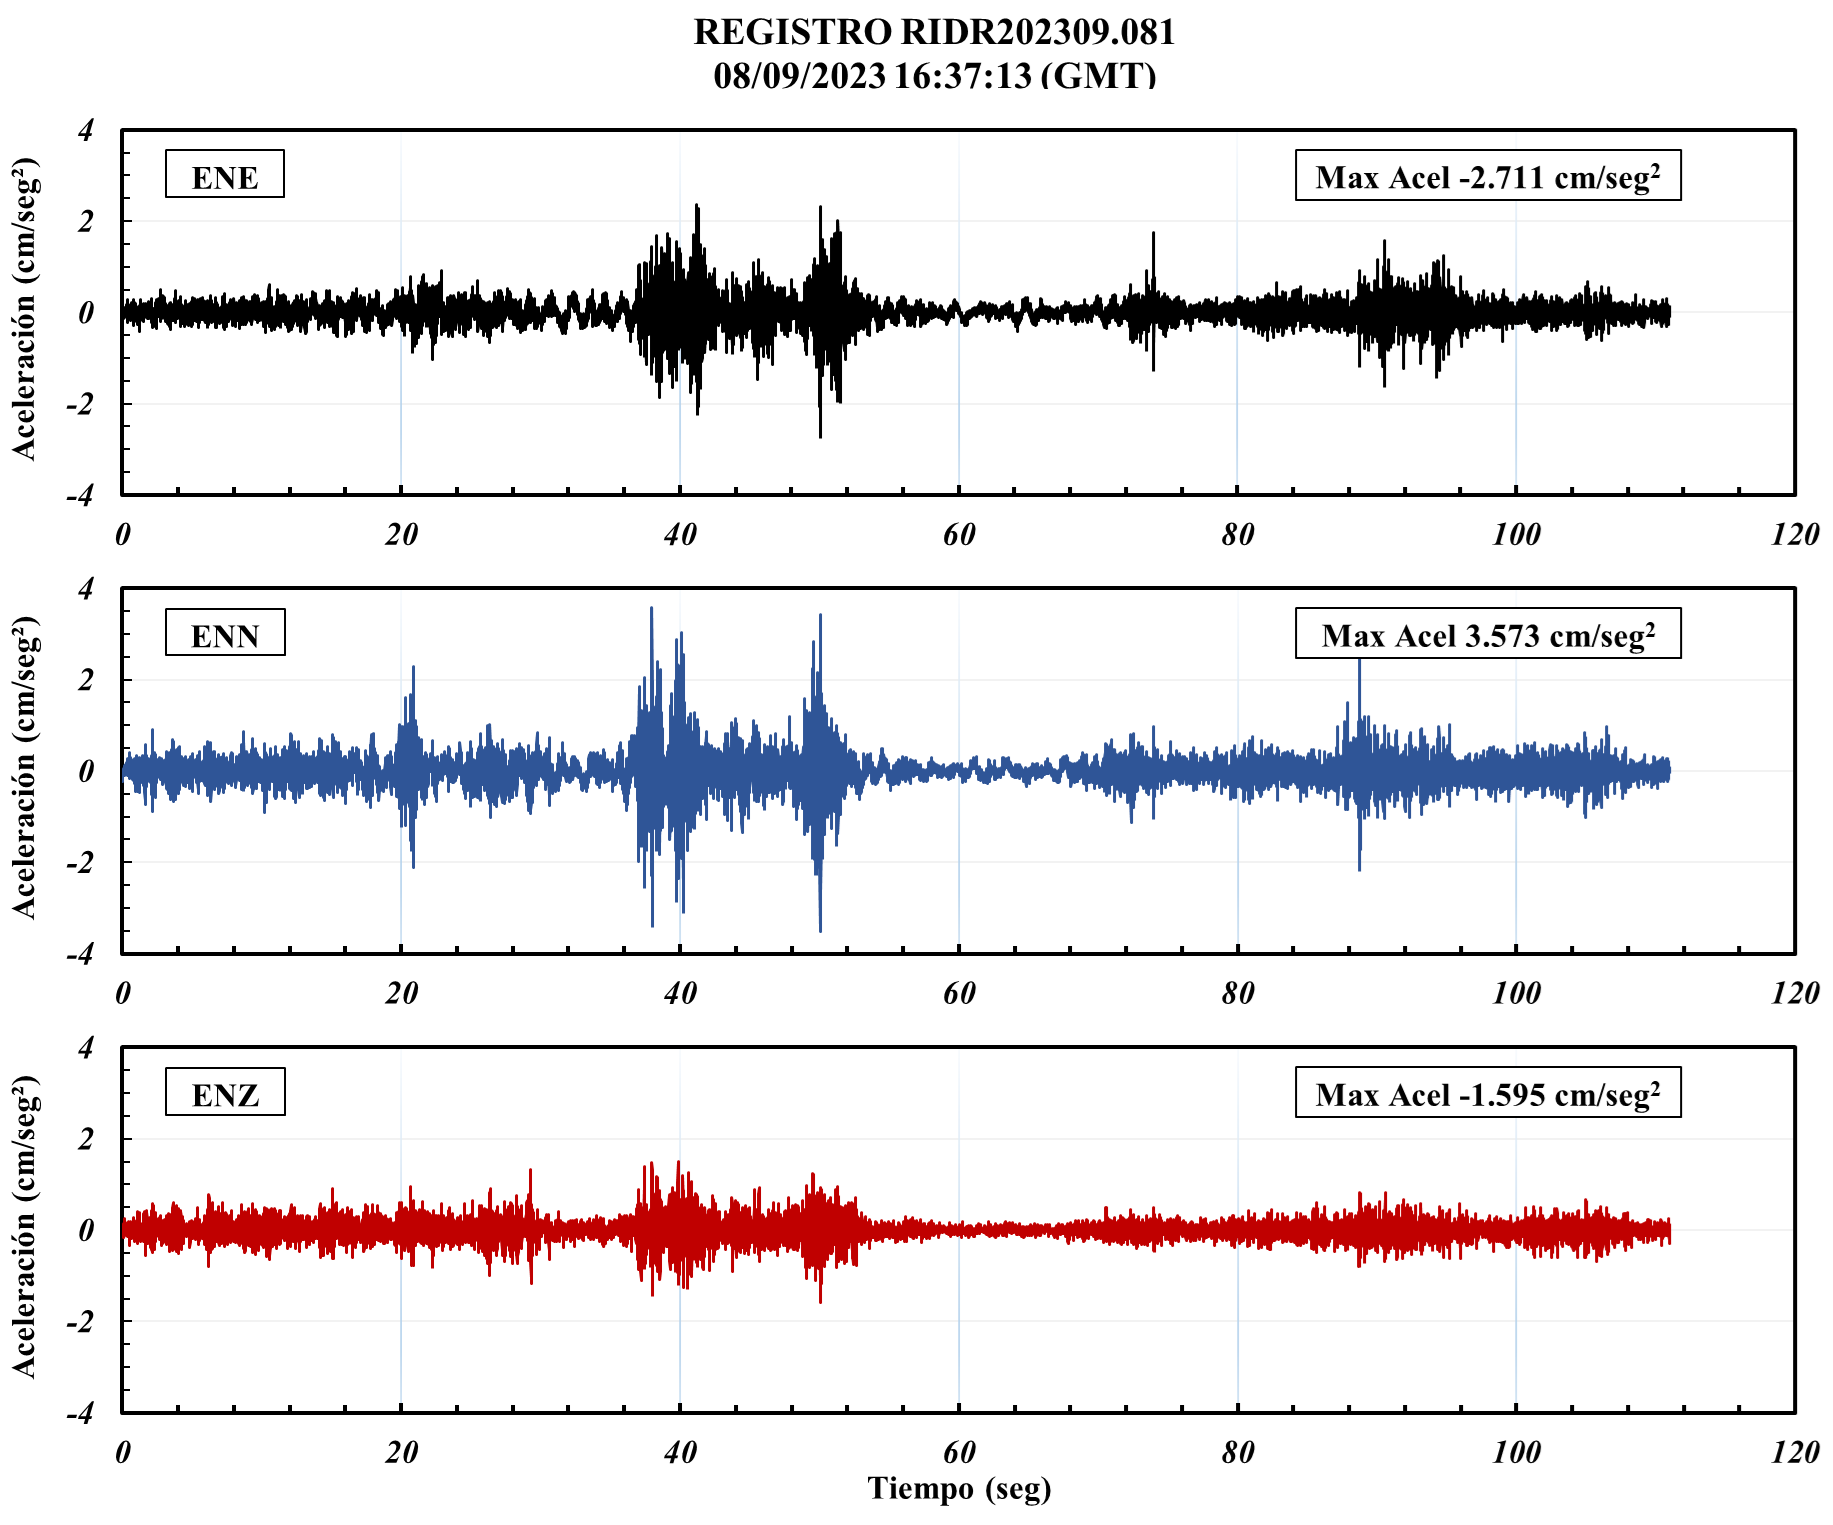 REGISTRO RIDR202309.081
08/09/2023 16:37:13 (GMT)
Aceleración (cm/seg²)
4
2
0
-2
-4
ENE
Max Acel -2.711 cm/seg²
0 20 40 60 80 100 120
Aceleración (cm/seg²)
4
2
0
-2
-4
ENN
Max Acel 3.573 cm/seg²
0 20 40 60 80 100 120
Aceleración (cm/seg²)
4
2
0
-2
-4
ENZ
Max Acel -1.595 cm/seg²
0 20 40 60 80 100 120
Tiempo (seg)